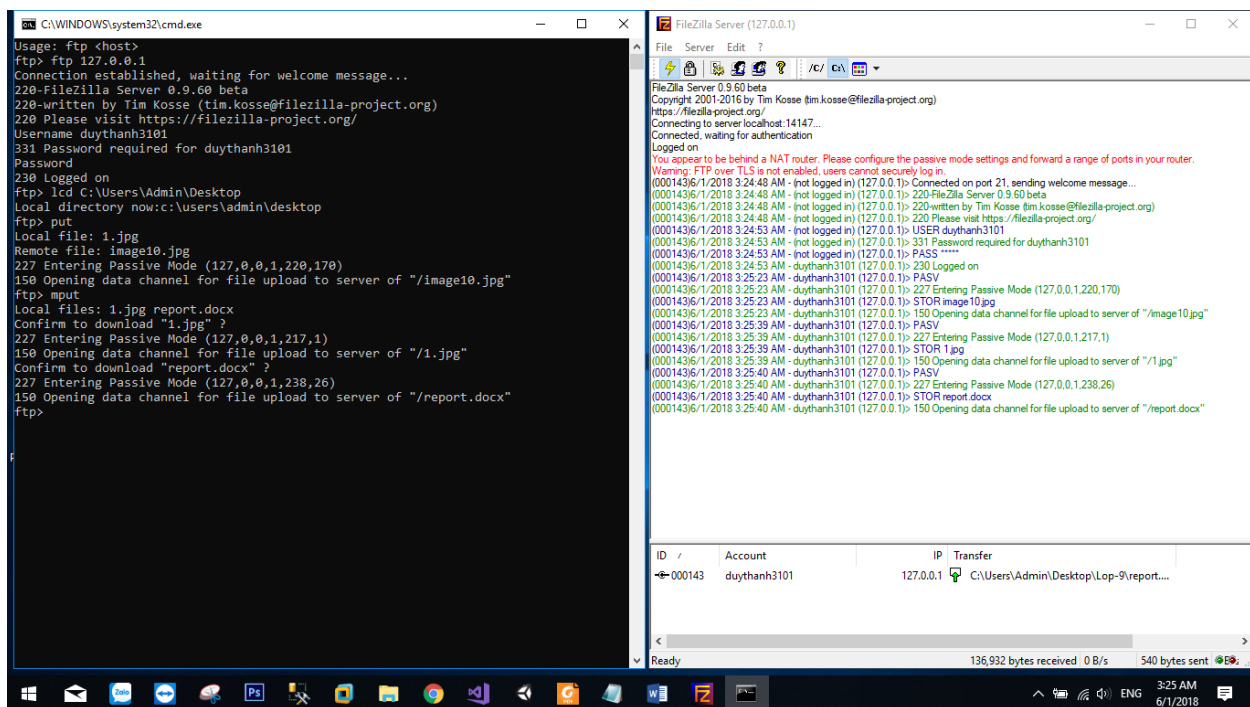 C:\WINDOWS\system32\cmd.exe
Usage: ftp <host>
ftp> ftp 127.0.0.1
Connection established, waiting for welcome message...
220-FileZilla Server 0.9.60 beta
220-written by Tim Kosse (tim.kosse@filezilla-project.org)
220 Please visit https://filezilla-project.org/
Username duythanh3101
331 Password required for duythanh3101
Password
230 Logged on
ftp> lcd C:\Users\Admin\Desktop
Local directory now:c:\users\admin\desktop
ftp> put
Local file: 1.jpg
Remote file: image10.jpg
227 Entering Passive Mode (127,0,0,1,220,170)
150 Opening data channel for file upload to server of "/image10.jpg"
ftp> mput
Local files: 1.jpg report.docx
Confirm to download "1.jpg" ?
227 Entering Passive Mode (127,0,0,1,217,1)
150 Opening data channel for file upload to server of "/1.jpg"
Confirm to download "report.docx" ?
227 Entering Passive Mode (127,0,0,1,238,26)
150 Opening data channel for file upload to server of "/report.docx"
ftp>
FileZilla Server (127.0.0.1)
File Server Edit ?
/C/ C:\
FileZilla Server 0.9.60 beta
Copyright 2001-2016 by Tim Kosse (tim.kosse@filezilla-project.org)
https://filezilla-project.org/
Connecting to server localhost:14147...
Connected, waiting for authentication
Logged on
You appear to be behind a NAT router. Please configure the passive mode settings and forward a range of ports in your router.
Warning: FTP over TLS is not enabled, users cannot securely log in.
(000143)6/1/2018 3:24:48 AM - (not logged in) (127.0.0.1)> Connected on port 21, sending welcome message...
(000143)6/1/2018 3:24:48 AM - (not logged in) (127.0.0.1)> 220-FileZilla Server 0.9.60 beta
(000143)6/1/2018 3:24:48 AM - (not logged in) (127.0.0.1)> 220-written by Tim Kosse (tim.kosse@filezilla-project.org)
(000143)6/1/2018 3:24:48 AM - (not logged in) (127.0.0.1)> 220 Please visit https://filezilla-project.org/
(000143)6/1/2018 3:24:53 AM - (not logged in) (127.0.0.1)> USER duythanh3101
(000143)6/1/2018 3:24:53 AM - (not logged in) (127.0.0.1)> 331 Password required for duythanh3101
(000143)6/1/2018 3:24:53 AM - (not logged in) (127.0.0.1)> PASS *****
(000143)6/1/2018 3:24:53 AM - duythanh3101 (127.0.0.1)> 230 Logged on
(000143)6/1/2018 3:25:23 AM - duythanh3101 (127.0.0.1)> PASV
(000143)6/1/2018 3:25:23 AM - duythanh3101 (127.0.0.1)> 227 Entering Passive Mode (127,0,0,1,220,170)
(000143)6/1/2018 3:25:23 AM - duythanh3101 (127.0.0.1)> STOR image10.jpg
(000143)6/1/2018 3:25:23 AM - duythanh3101 (127.0.0.1)> 150 Opening data channel for file upload to server of "/image10.jpg"
(000143)6/1/2018 3:25:39 AM - duythanh3101 (127.0.0.1)> PASV
(000143)6/1/2018 3:25:39 AM - duythanh3101 (127.0.0.1)> 227 Entering Passive Mode (127,0,0,1,217,1)
(000143)6/1/2018 3:25:39 AM - duythanh3101 (127.0.0.1)> STOR 1.jpg
(000143)6/1/2018 3:25:39 AM - duythanh3101 (127.0.0.1)> 150 Opening data channel for file upload to server of "/1.jpg"
(000143)6/1/2018 3:25:40 AM - duythanh3101 (127.0.0.1)> PASV
(000143)6/1/2018 3:25:40 AM - duythanh3101 (127.0.0.1)> 227 Entering Passive Mode (127,0,0,1,238,26)
(000143)6/1/2018 3:25:40 AM - duythanh3101 (127.0.0.1)> STOR report.docx
(000143)6/1/2018 3:25:40 AM - duythanh3101 (127.0.0.1)> 150 Opening data channel for file upload to server of "/report.docx"
ID / Account IP Transfer
000143 duythanh3101 127.0.0.1 C:\Users\Admin\Desktop\Lop-9\report....
Ready 136,932 bytes received 0 B/s 540 bytes sent
Zalo
Ps
ENG
3:25 AM
6/1/2018